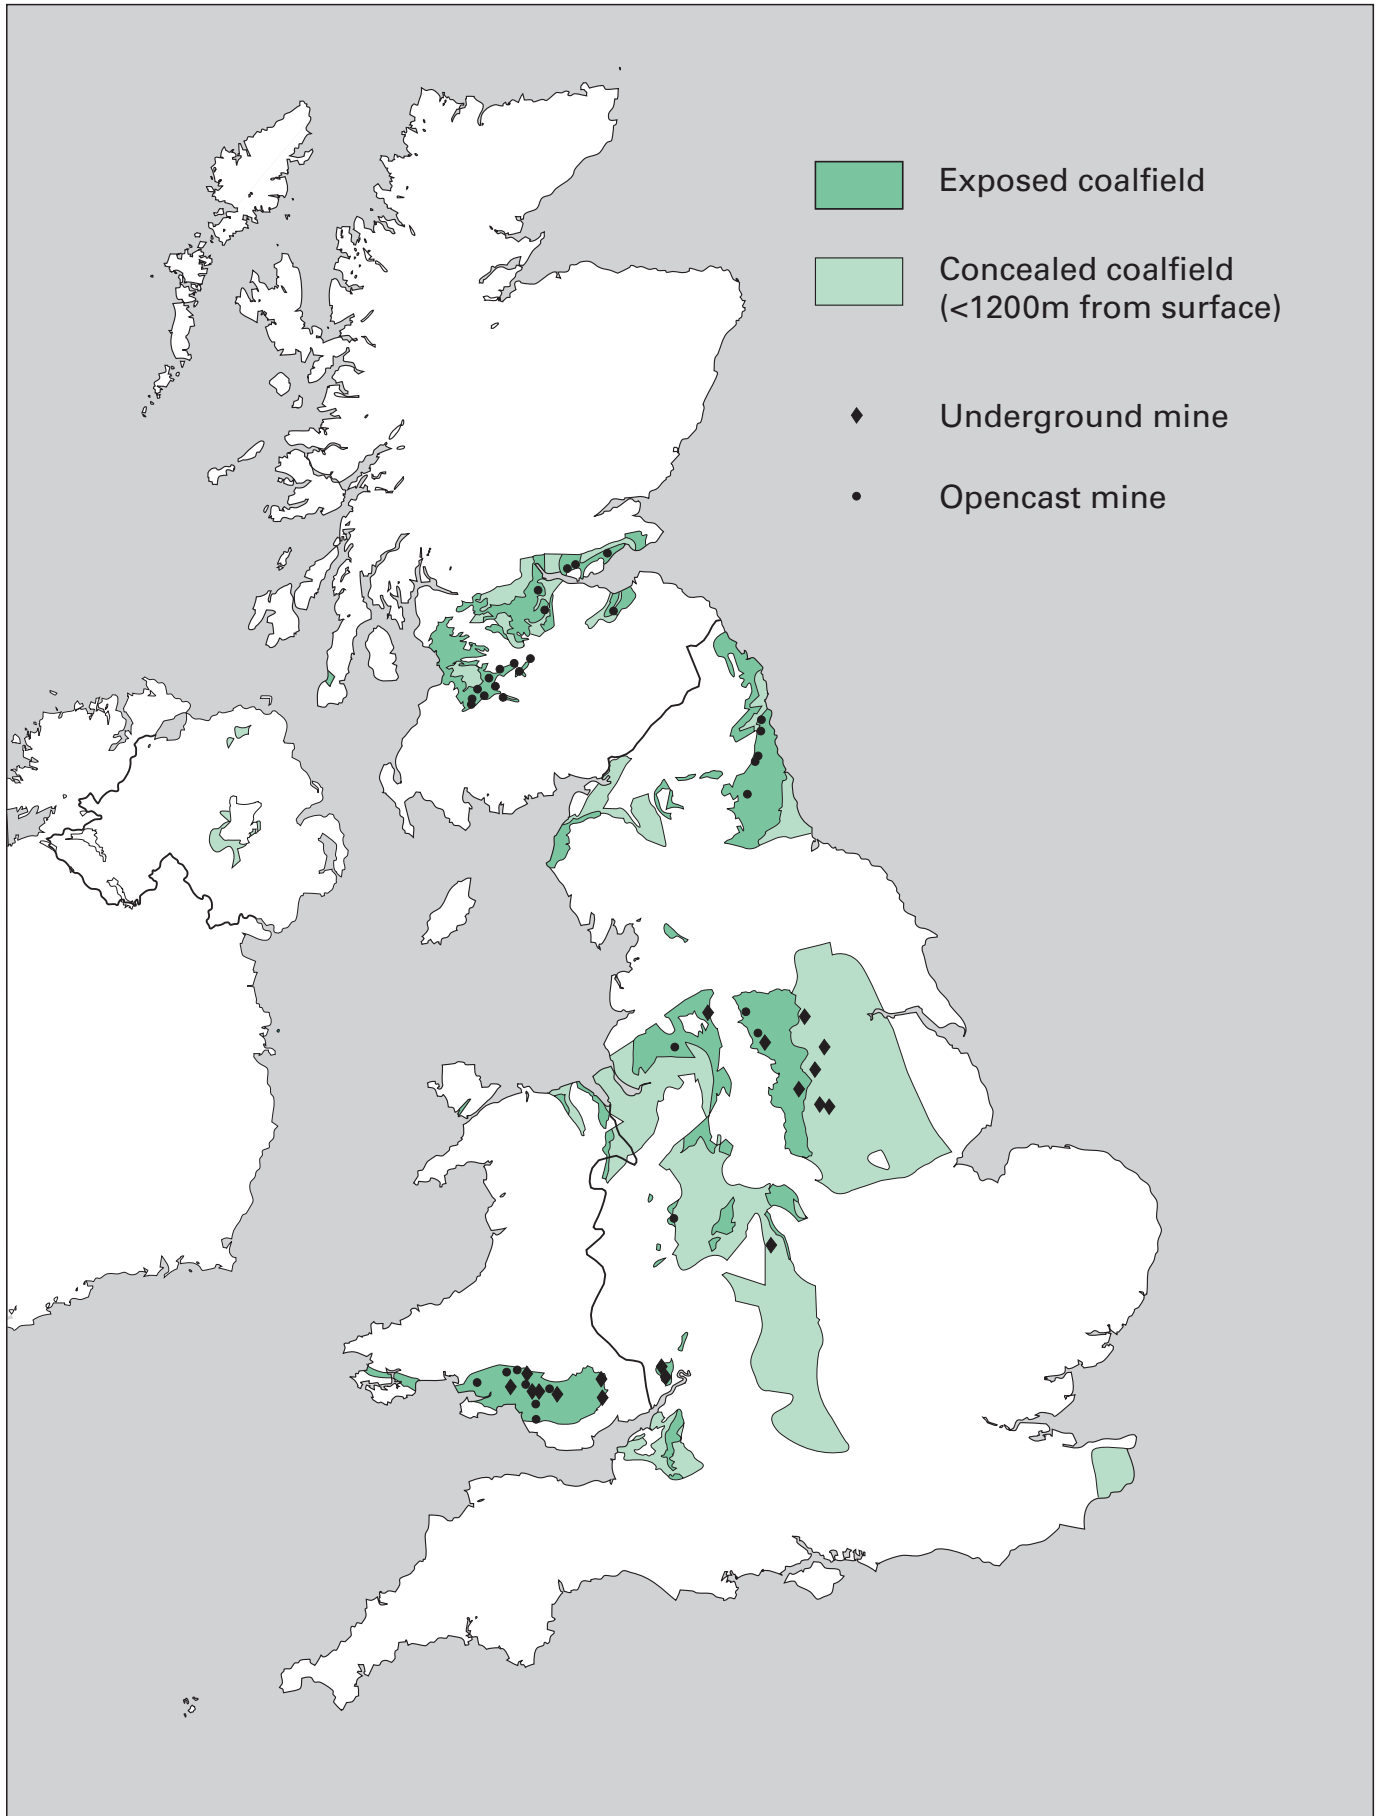 Exposed coalfield
Concealed coalfield
(<1200m from surface)
Underground mine
Opencast mine